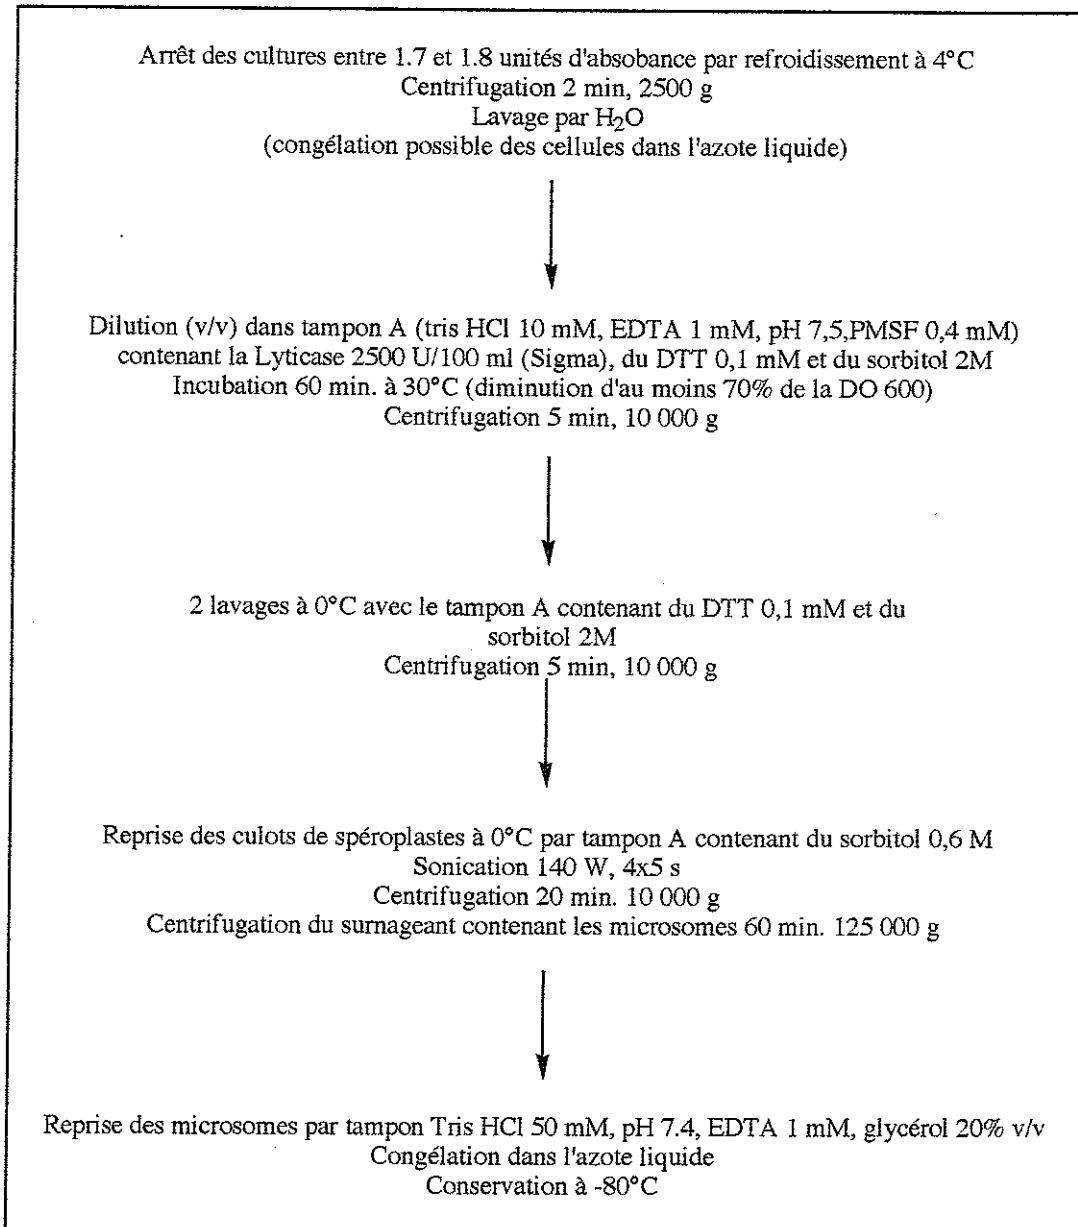 Arrêt des cultures entre 1.7 et 1.8 unités d'absobance par refroidissement à 4°C
Centrifugation 2 min, 2500 g
Lavage par H₂O
(congélation possible des cellules dans l'azote liquide)
Dilution (v/v) dans tampon A (tris HCl 10 mM, EDTA 1 mM, pH 7,5,PMSF 0,4 mM)
contenant la Lyticase 2500 U/100 ml (Sigma), du DTT 0,1 mM et du sorbitol 2M
Incubation 60 min. à 30°C (diminution d'au moins 70% de la DO 600)
Centrifugation 5 min, 10 000 g
2 lavages à 0°C avec le tampon A contenant du DTT 0,1 mM et du
sorbitol 2M
Centrifugation 5 min, 10 000 g
Reprise des culots de spéroplastes à 0°C par tampon A contenant du sorbitol 0,6 M
Sonication 140 W, 4x5 s
Centrifugation 20 min. 10 000 g
Centrifugation du surnageant contenant les microsomes 60 min. 125 000 g
Reprise des microsomes par tampon Tris HCl 50 mM, pH 7.4, EDTA 1 mM, glycérol 20% v/v
Congélation dans l'azote liquide
Conservation à -80°C